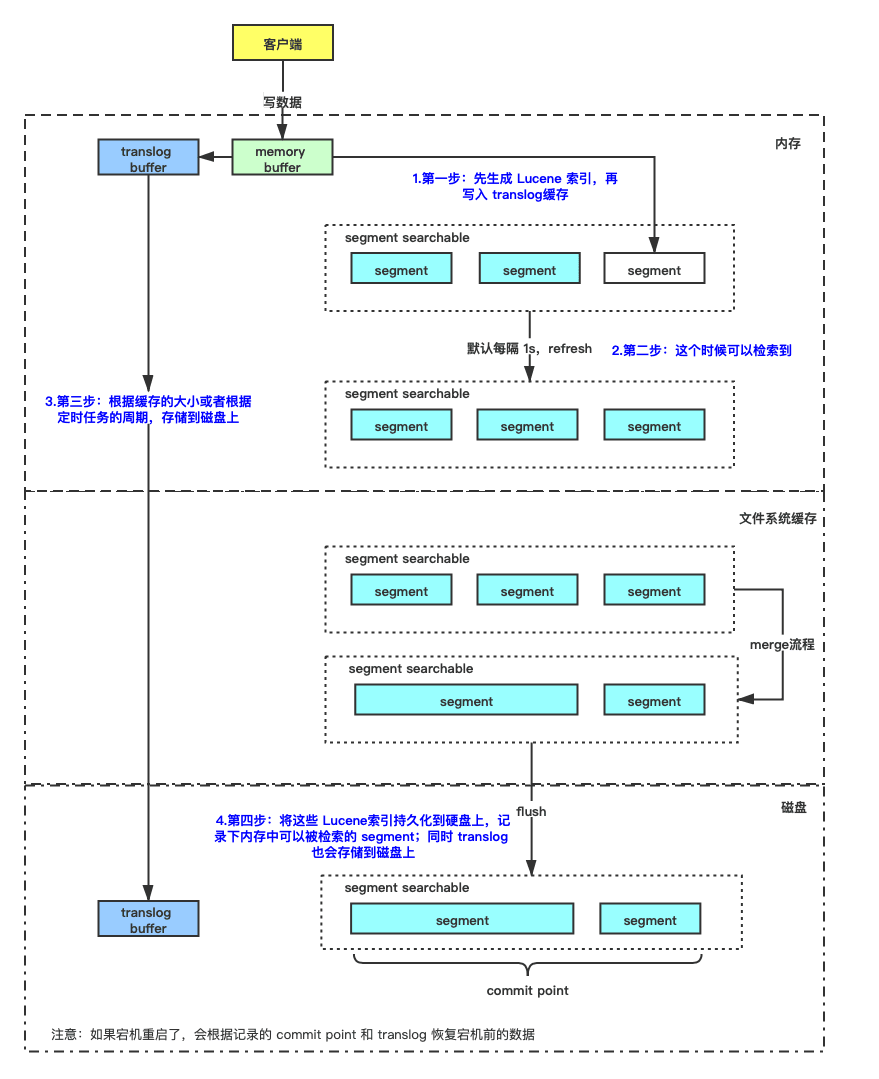 客户端
写数据
内存
translog
buffer
memory
buffer
1.第一步：先生成 Lucene 索引，再
写入 translog缓存
segment searchable
segment
segment
segment
默认每隔 1s，refresh
2.第二步：这个时候可以检索到
segment searchable
segment
segment
segment
3.第三步：根据缓存的大小或者根据
定时任务的周期，存储到磁盘上
文件系统缓存
segment searchable
segment
segment
segment
merge流程
segment searchable
segment
segment
磁盘
flush
4.第四步：将这些 Lucene索引持久化到硬盘上，记
录下内存中可以被检索的 segment；同时 translog
也会存储到磁盘上
segment searchable
segment
segment
translog
buffer
commit point
注意：如果宕机重启了，会根据记录的 commit point 和 translog 恢复宕机前的数据